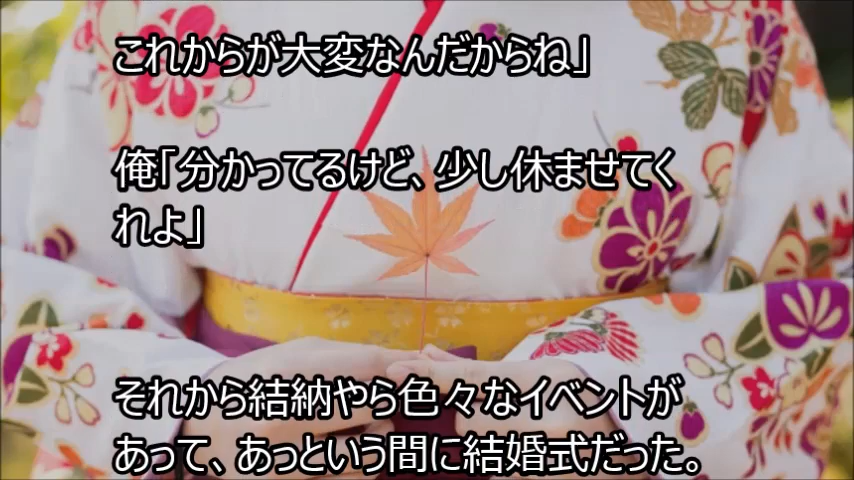 これからが大変なんだからね」
俺「分かってるけど、少し休ませてく
れよ」
それから結納やら色々なイベントが
あって、あっという間に結婚式だった。